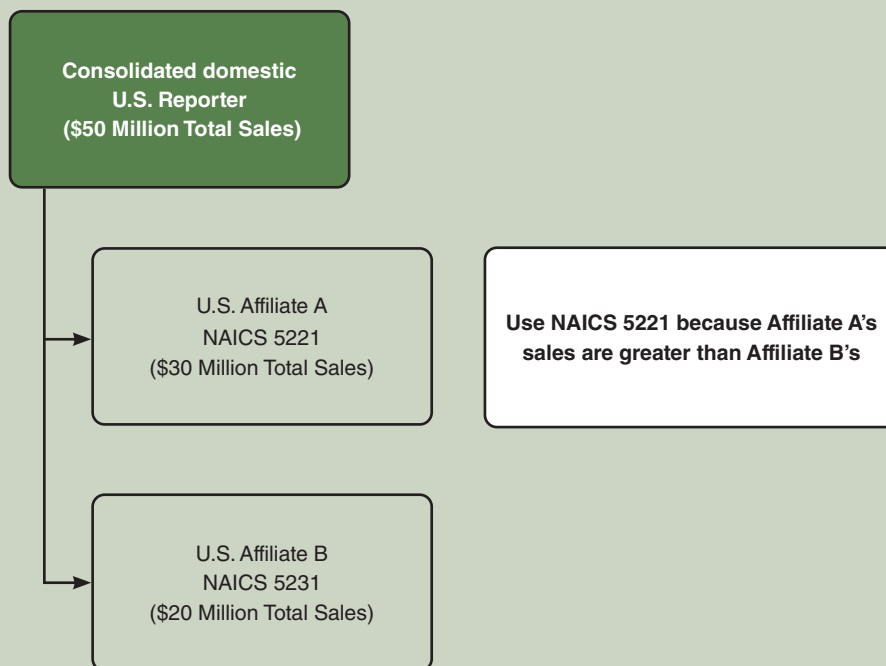 Consolidated domestic
U.S. Reporter
($50 Million Total Sales)
U.S. Affiliate A
NAICS 5221
($30 Million Total Sales)
Use NAICS 5221 because Affiliate A’s
sales are greater than Affiliate B’s
U.S. Affiliate B
NAICS 5231
($20 Million Total Sales)